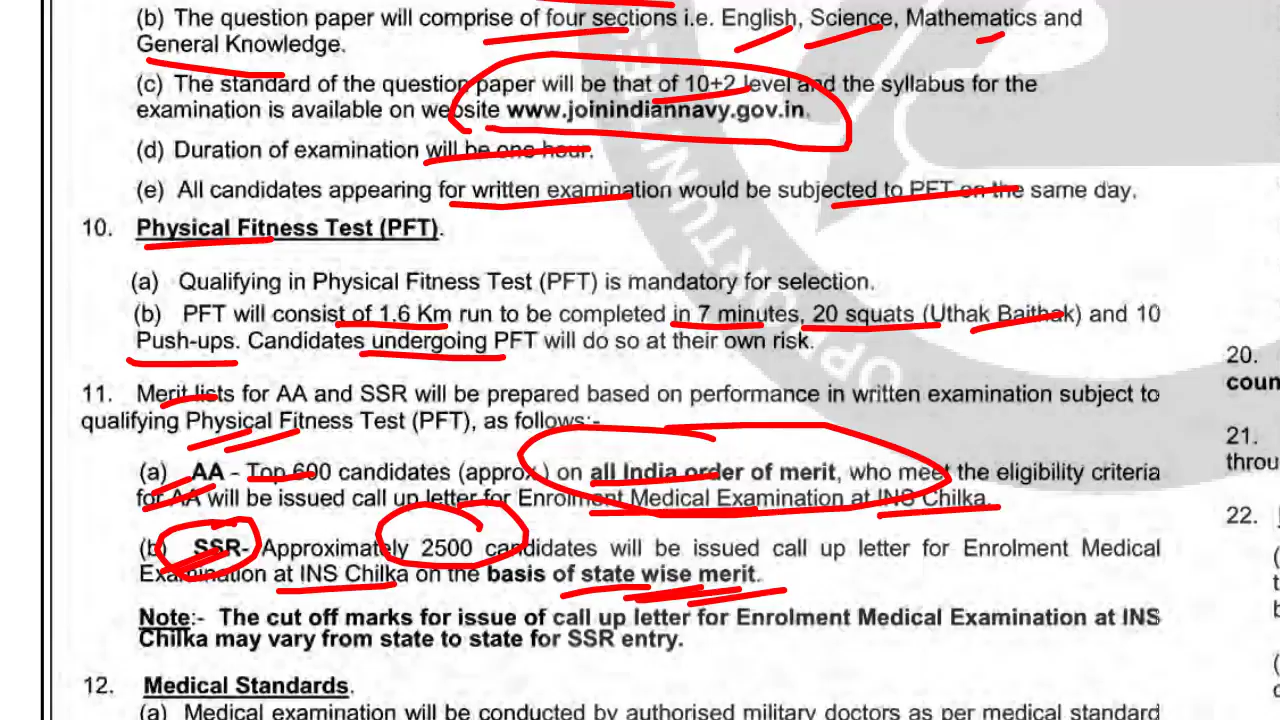 (b) The question paper will comprise of four sections i.e. English, Science, Mathematics and
General Knowledge.
(c) The standard of the question paper will be that of 10+2 level and the syllabus for the
examination is available on website www.joinindiannavy.gov.in.
(d) Duration of examination will be one hour.
(e) All candidates appearing for written examination would be subjected to PFT on the same day.
10. Physical Fitness Test (PFT).
(a) Qualifying in Physical Fitness Test (PFT) is mandatory for selection.
(b) PFT will consist of 1.6 Km run to be completed in 7 minutes, 20 squats (Uthak Baithak) and 10
Push-ups. Candidates undergoing PFT will do so at their own risk.
11. Merit lists for AA and SSR will be prepared based on performance in written examination subject to
qualifying Physical Fitness Test (PFT), as follows:-
(a) AA - Top 600 candidates (approx.) on all India order of merit, who meet the eligibility criteria
for AA will be issued call up letter for Enrolment Medical Examination at INS Chilka.
(b) SSR- Approximately 2500 candidates will be issued call up letter for Enrolment Medical
Examination at INS Chilka on the basis of state wise merit.
Note:- The cut off marks for issue of call up letter for Enrolment Medical Examination at INS
Chilka may vary from state to state for SSR entry.
12. Medical Standards.
(a) Medical examination will be conducted by authorised military doctors as per medical standard
20.
coun
21.
throu
22.